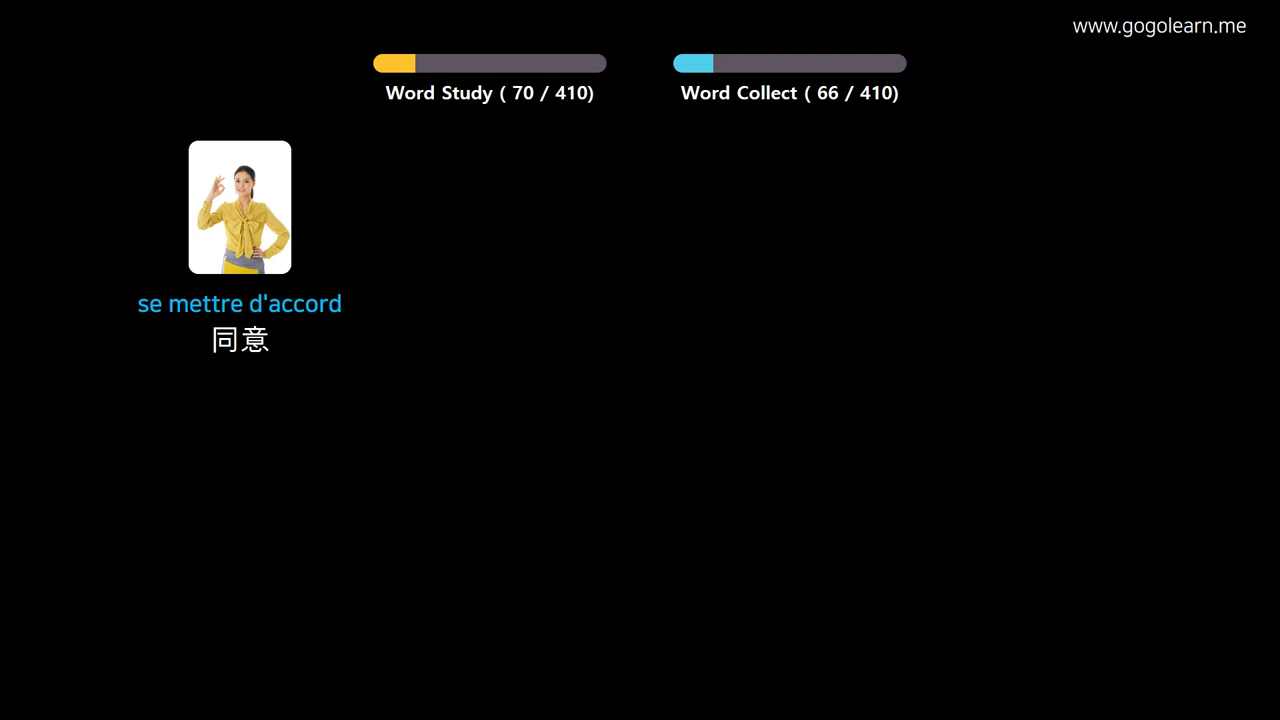 www.gogolearn.me
Word Study ( 70 / 410)
Word Collect ( 66 / 410)
se mettre d'accord
同意